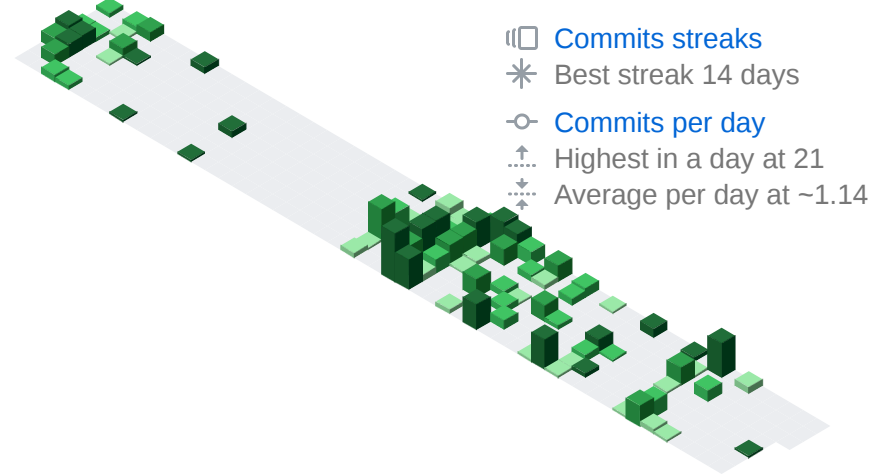 Commits streaks
Best streak 14 days
Commits per day
Highest in a day at 21
Average per day at ~1.14